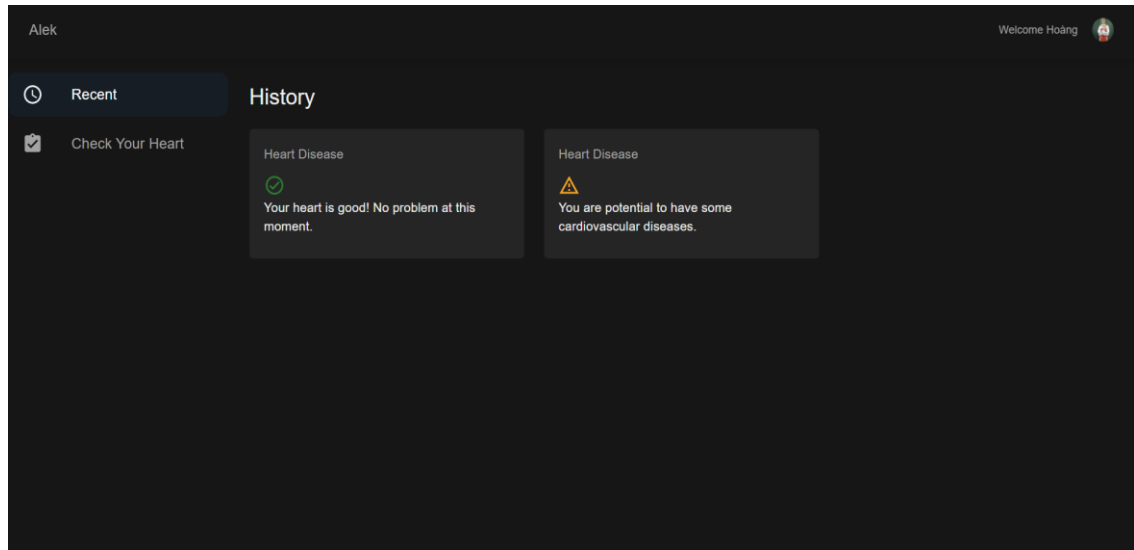 Alek
Welcome Hoàng
Recent
Check Your Heart
History
Heart Disease
Your heart is good! No problem at this
moment.
Heart Disease
You are potential to have some
cardiovascular diseases.